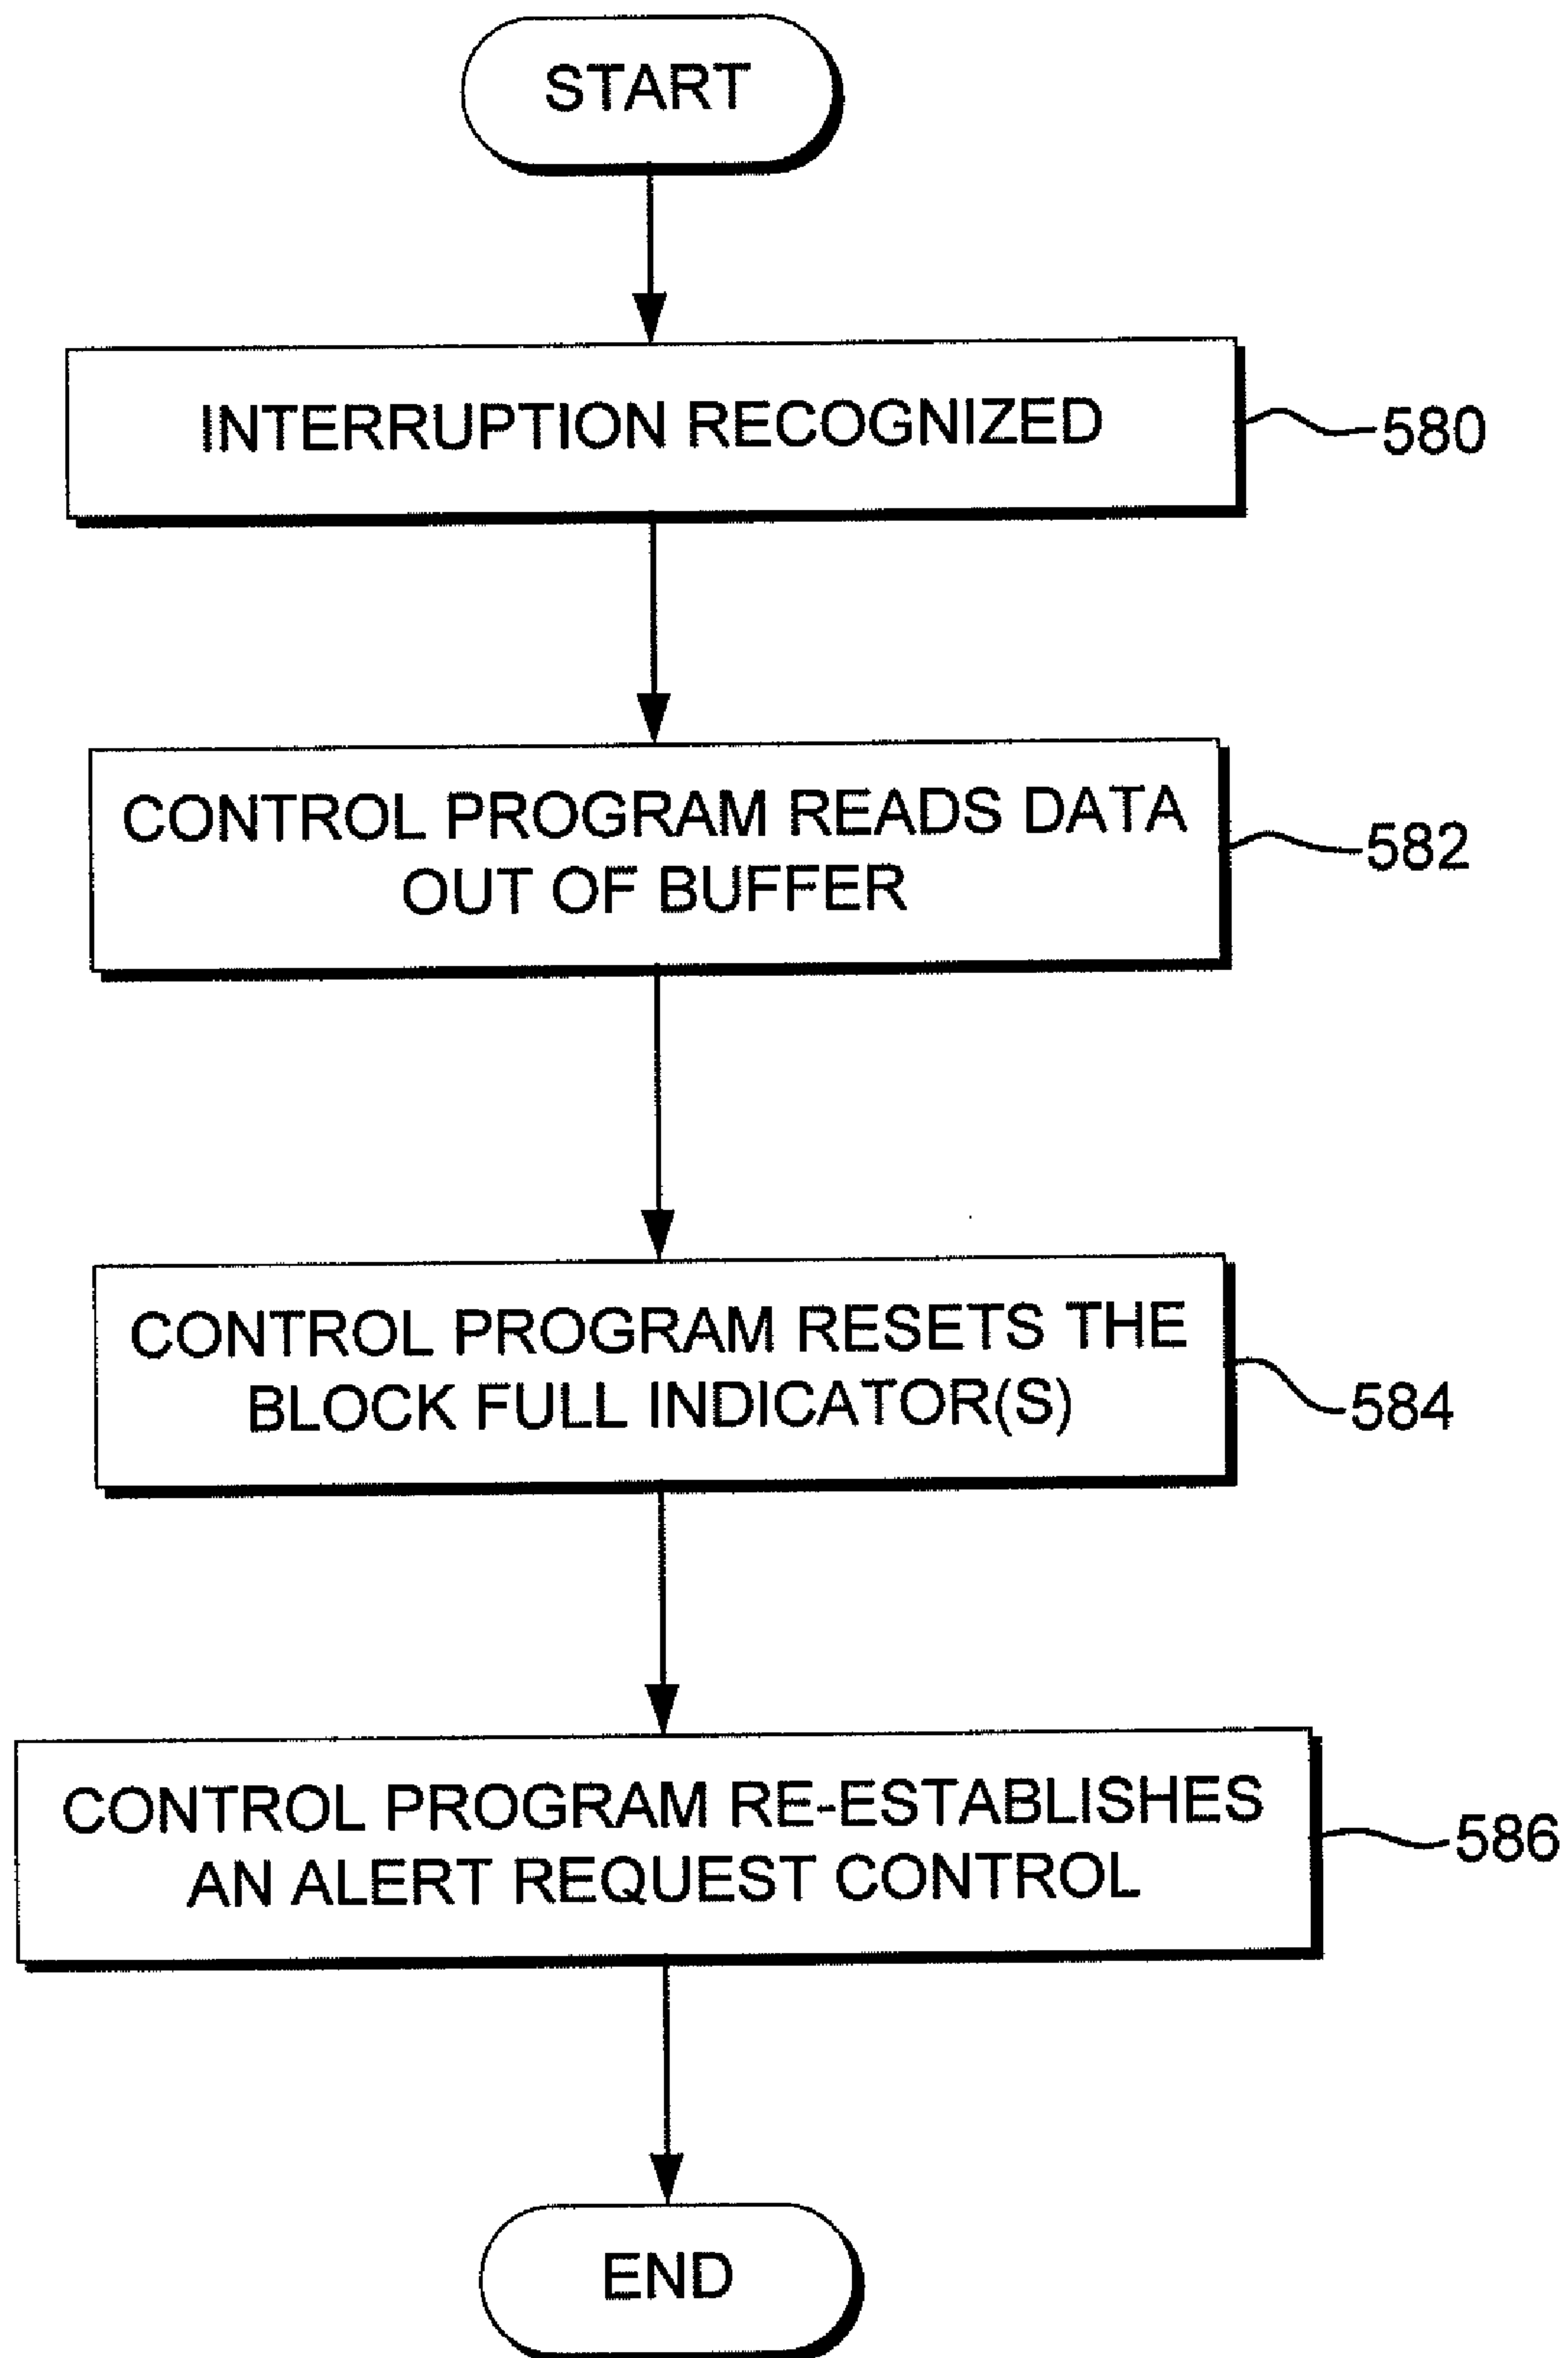 START
INTERRUPTION RECOGNIZED
580
CONTROL PROGRAM READS DATA
OUT OF BUFFER
582
CONTROL PROGRAM RESETS THE
BLOCK FULL INDICATOR(S)
584
CONTROL PROGRAM RE-ESTABLISHES
AN ALERT REQUEST CONTROL
586
END